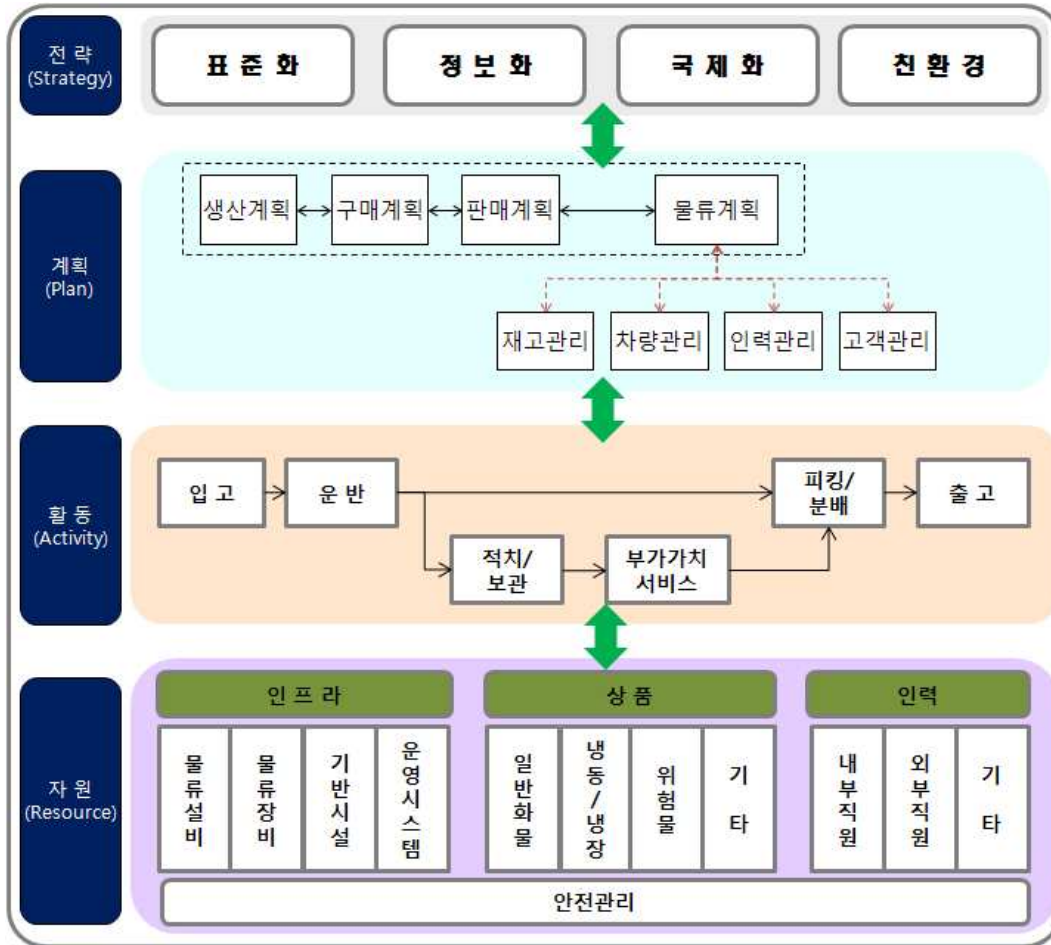 전 략
(Strategy)
표 준 화
정 보 화
국 제 화
친 환 경
계획
(Plan)
생산계획
구매계획
판매계획
물류계획
재고관리
차량관리
인력관리
고객관리
활 동
(Activity)
입 고
운 반
피킹/
분배
출 고
적치/
보관
부가가치
서비스
자 원
(Resource)
인 프 라
상 품
인력
물류설비
물류장비
기반시설
운영시스템
일반화물
냉동/냉장
위험물
기타
내부직원
외부직원
기타
안전관리